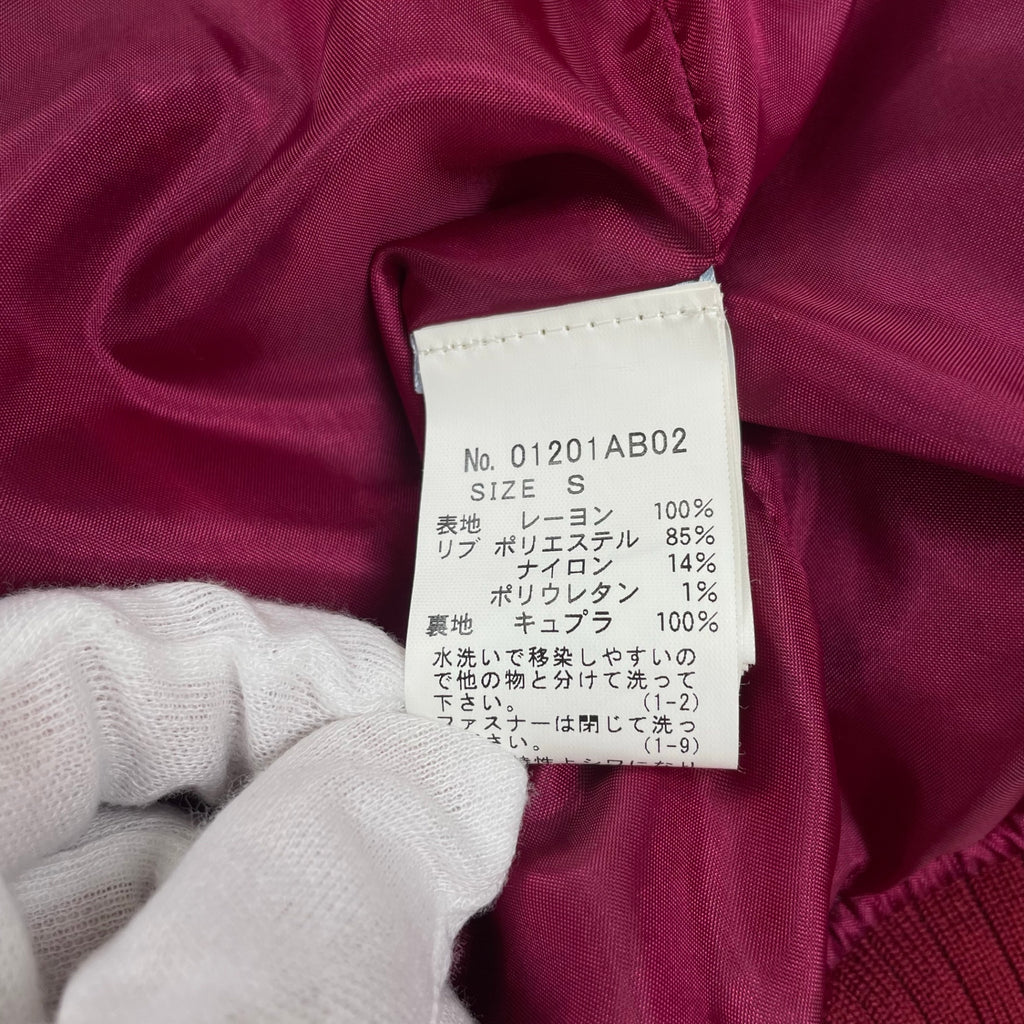 No. 01201AB02
SIZE S
表地 レーヨン 100%
リブ ポリエステル 85%
ナイロン 14%
ポリウレタン 1%
裏地 キュプラ 100%
水洗いで移染しやすいの
で他の物と分けて洗って
下さい。 (1-2)
ファスナーは閉じて洗っ
さい。 (1-9)